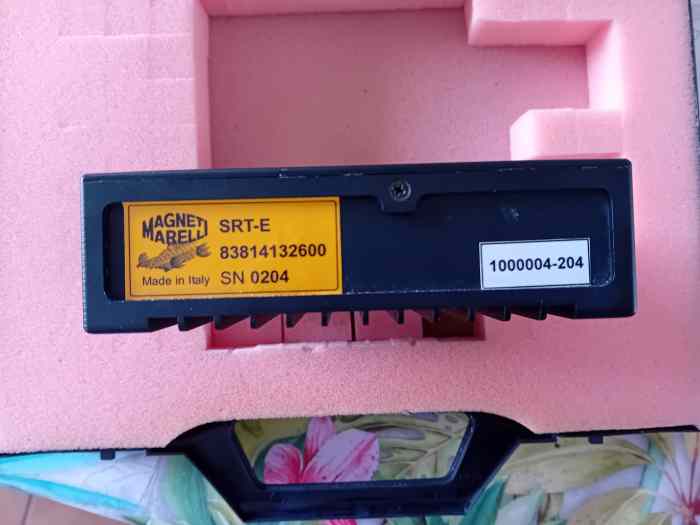 MAGNETI
MARELLI
Made in Italy
SRT-E
83814132600
SN 0204
1000004-204